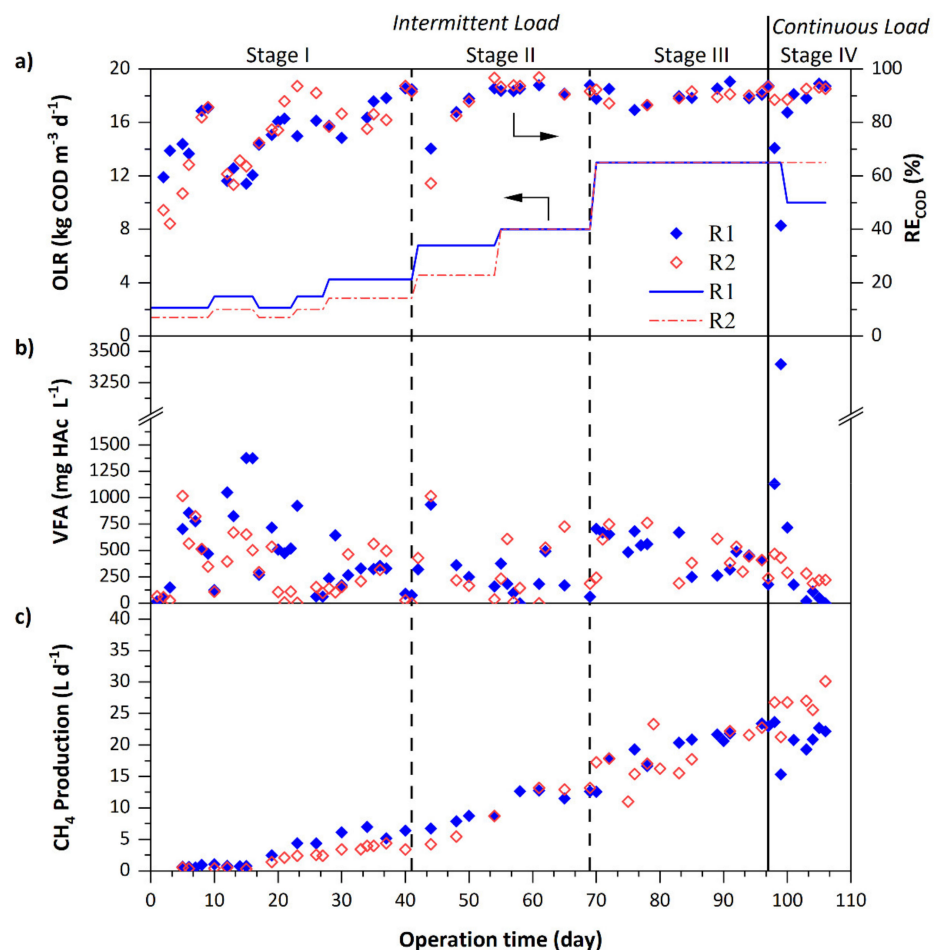 Intermittent Load
Continuous Load
Stage I
Stage II
Stage III
Stage IV
a)
20
16
12
8
4
0
OLR (kg COD m⁻³ d⁻¹)
100
80
60
40
20
0
RE_COD (%)
R1
R2
R1
R2
b)
3500
3250
1500
1250
1000
750
500
250
0
VFA (mg HAc L⁻¹)
c)
40
35
30
25
20
15
10
5
0
CH₄ Production (L d⁻¹)
0 10 20 30 40 50 60 70 80 90 100 110
Operation time (day)